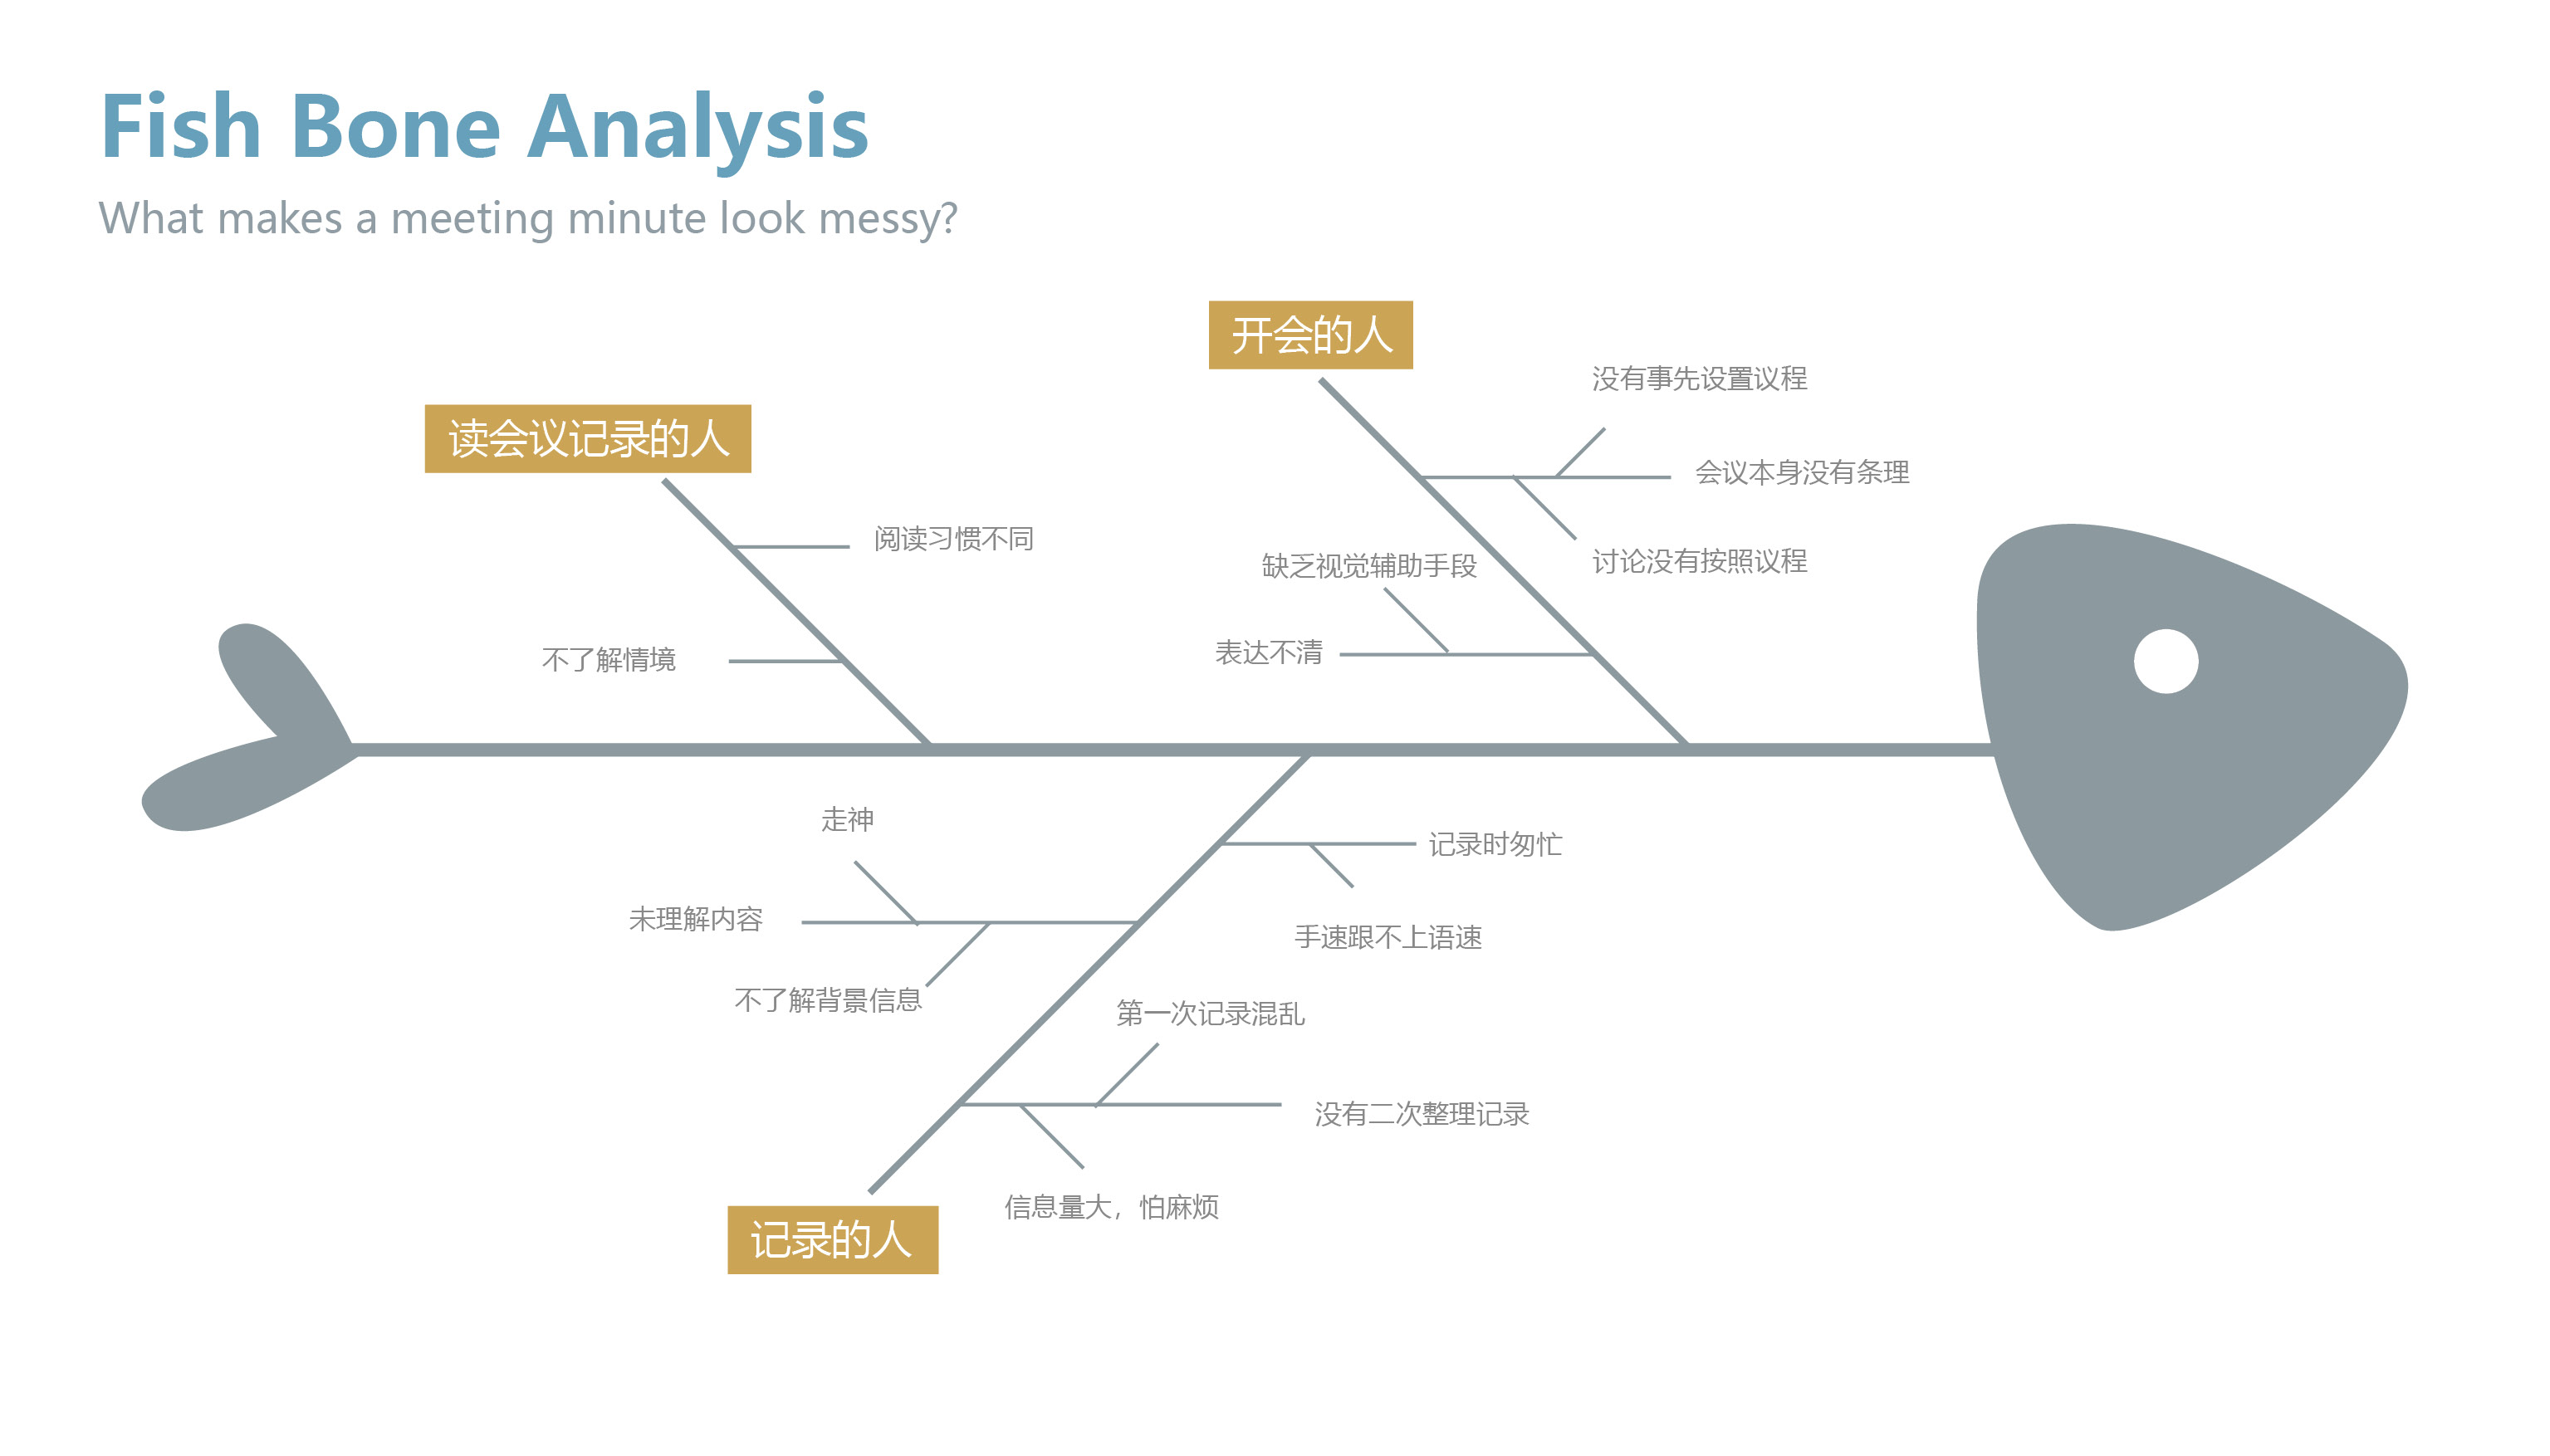 Fish Bone Analysis
What makes a meeting minute look messy?
开会的人
没有事先设置议程
读会议记录的人
会议本身没有条理
阅读习惯不同
讨论没有按照议程
缺乏视觉辅助手段
表达不清
不了解情境
走神
记录时匆忙
未理解内容
手速跟不上语速
不了解背景信息
第一次记录混乱
没有二次整理记录
信息量大，怕麻烦
记录的人